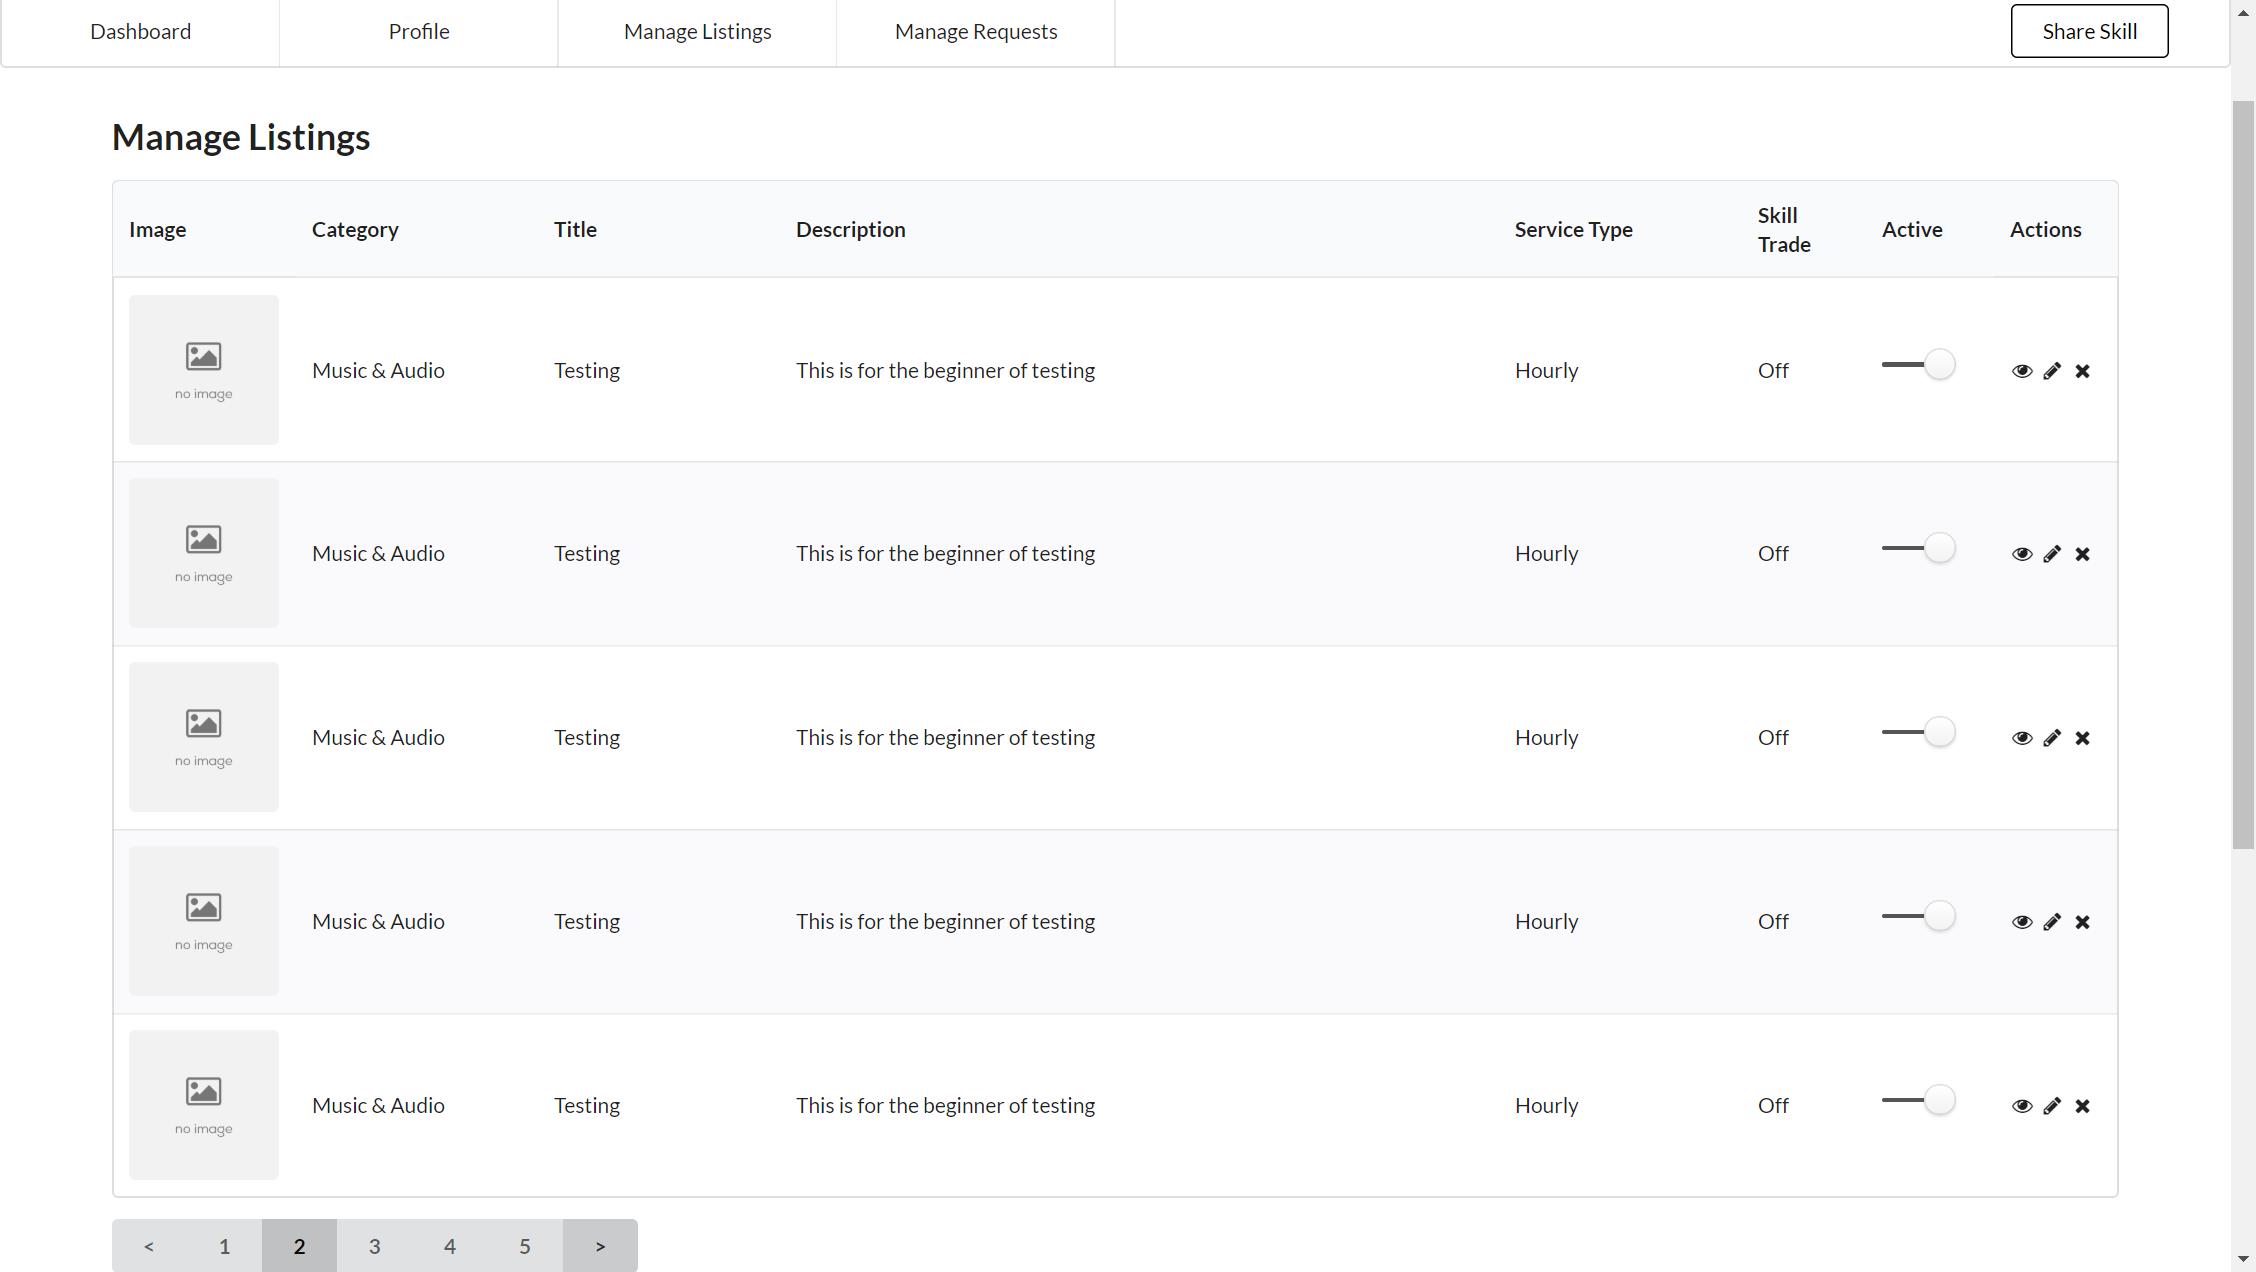 Dashboard Profile Manage Listings Manage Requests Share Skill
Manage Listings
Image Category Title Description Service Type Skill Trade Active Actions
no image Music & Audio Testing This is for the beginner of testing Hourly Off
no image Music & Audio Testing This is for the beginner of testing Hourly Off
no image Music & Audio Testing This is for the beginner of testing Hourly Off
no image Music & Audio Testing This is for the beginner of testing Hourly Off
no image Music & Audio Testing This is for the beginner of testing Hourly Off
< 1 2 3 4 5 >